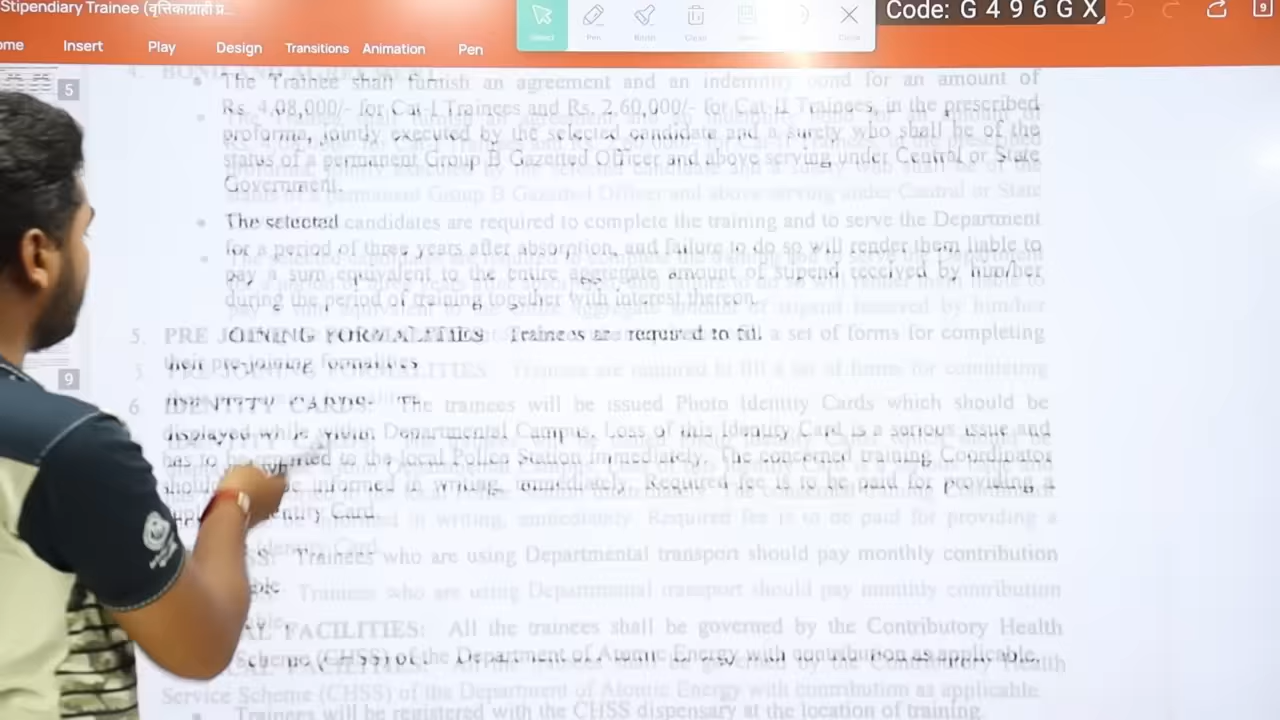 Stipendiary Trainee (वृत्तिकाग्राही प्र...
Code: G 4 9 6 G X
9
ome Insert Play Design Transitions Animation Pen
Select Pen Clear Close
5
9
4. BOND AND AGREEMENT
• The Trainee shall furnish an agreement and an indemnity bond for an amount of
Rs. 4,08,000/- for Cat-I Trainees and Rs. 2,60,000/- for Cat-II Trainees, in the prescribed
proforma, jointly executed by the selected candidate and a surety who shall be of the
status of a permanent Group B Gazetted Officer and above serving under Central or State
Government.
• The selected candidates are required to complete the training and to serve the Department
for a period of three years after absorption, and failure to do so will render them liable to
pay a sum equivalent to the entire aggregate amount of stipend received by him/her
during the period of training together with interest thereon.
5. PRE JOINING FORMALITIES Trainees are required to fill a set of forms for completing
their pre-joining formalities
6 IDENTITY CARDS: The trainees will be issued Photo Identity Cards which should be
displayed while within Departmental Campus. Loss of this Identity Card is a serious issue and
has to be reported to the local Police Station immediately. The concerned training Coordinator
should be informed in writing, immediately. Required fee is to be paid for providing a
Identity Card.
Trainees who are using Departmental transport should pay monthly contribution
FACILITIES: All the trainees shall be governed by the Contributory Health
Service Scheme (CHSS) of the Department of Atomic Energy with contribution as applicable.
• Trainees will be registered with the CHSS dispensary at the location of training.